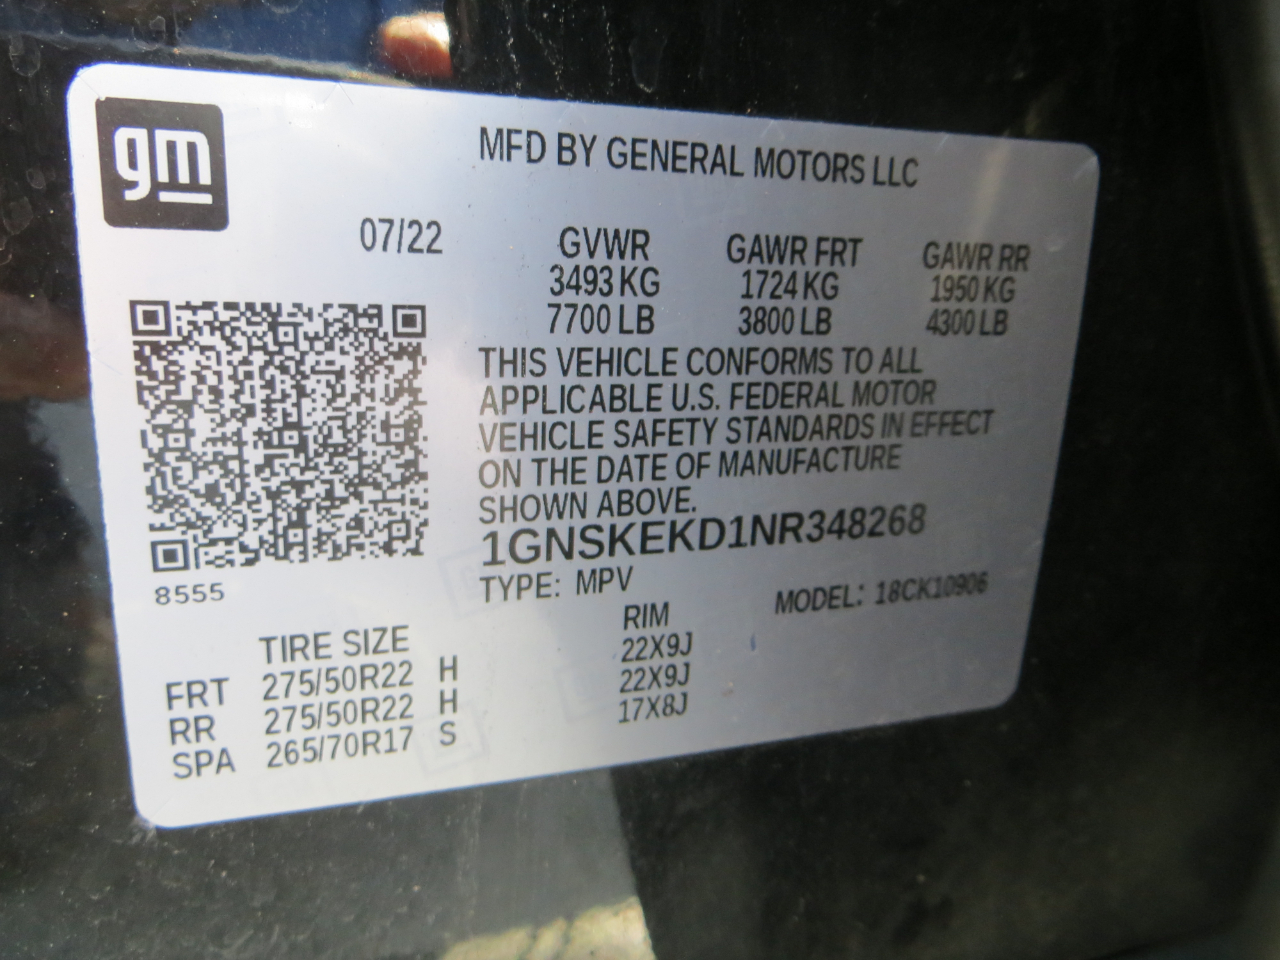 gm
MFD BY GENERAL MOTORS LLC
07/22
GVWR GAWR FRT GAWR RR
3493 KG 1724 KG 1950 KG
7700 LB 3800 LB 4300 LB
THIS VEHICLE CONFORMS TO ALL
APPLICABLE U.S. FEDERAL MOTOR
VEHICLE SAFETY STANDARDS IN EFFECT
ON THE DATE OF MANUFACTURE
SHOWN ABOVE.
1GNSKEKD1NR348268
8555
TYPE: MPV MODEL: 18CK10906
TIRE SIZE RIM
FRT 275/50R22 H 22X9J
RR 275/50R22 H 22X9J
SPA 265/70R17 S 17X8J